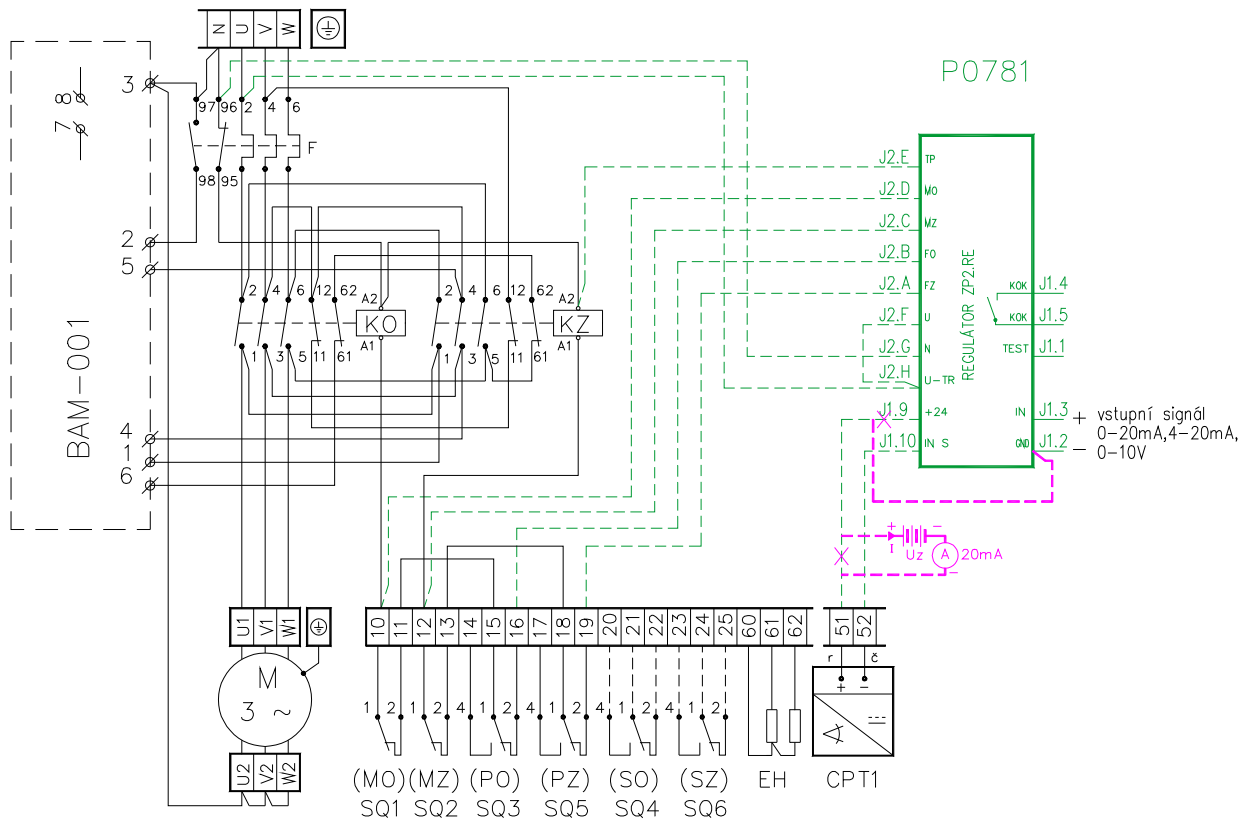 N U V W
P0781
BAM-001
3
8
7
2
5
4
1
6
97 96 2 4 6
F
98 95
2 4 6 12 62
A2
KO
A1
1 3 5 11 61
2 4 6 12 62
A2
KZ
A1
1 3 5 11 61
J2.E TP
J2.D MO
J2.C MZ
J2.B FO
J2.A FZ
J2.F U
J2.G N
J2.H U-TR
J1.9 +24
J1.10 IN S
REGULÁTOR ZP2.RE
KOK J1.4
KOK J1.5
TEST J1.1
IN J1.3
GND J1.2
+ vstupní signál
0-20mA,4-20mA,
- 0-10V
+ -
I Uz A 20mA
-
U1 V1 W1
M
3 ~
U2 V2 W2
10 11 12 13 14 15 16 17 18 19 20 21 22 23 24 25 60 61 62
51 52
r č
+ -
1 2 1 2 4 1 2 4 1 2 4 1 2 4 1 2
(MO) (MZ) (PO) (PZ) (SO) (SZ) EH CPT1
SQ1 SQ2 SQ3 SQ5 SQ4 SQ6